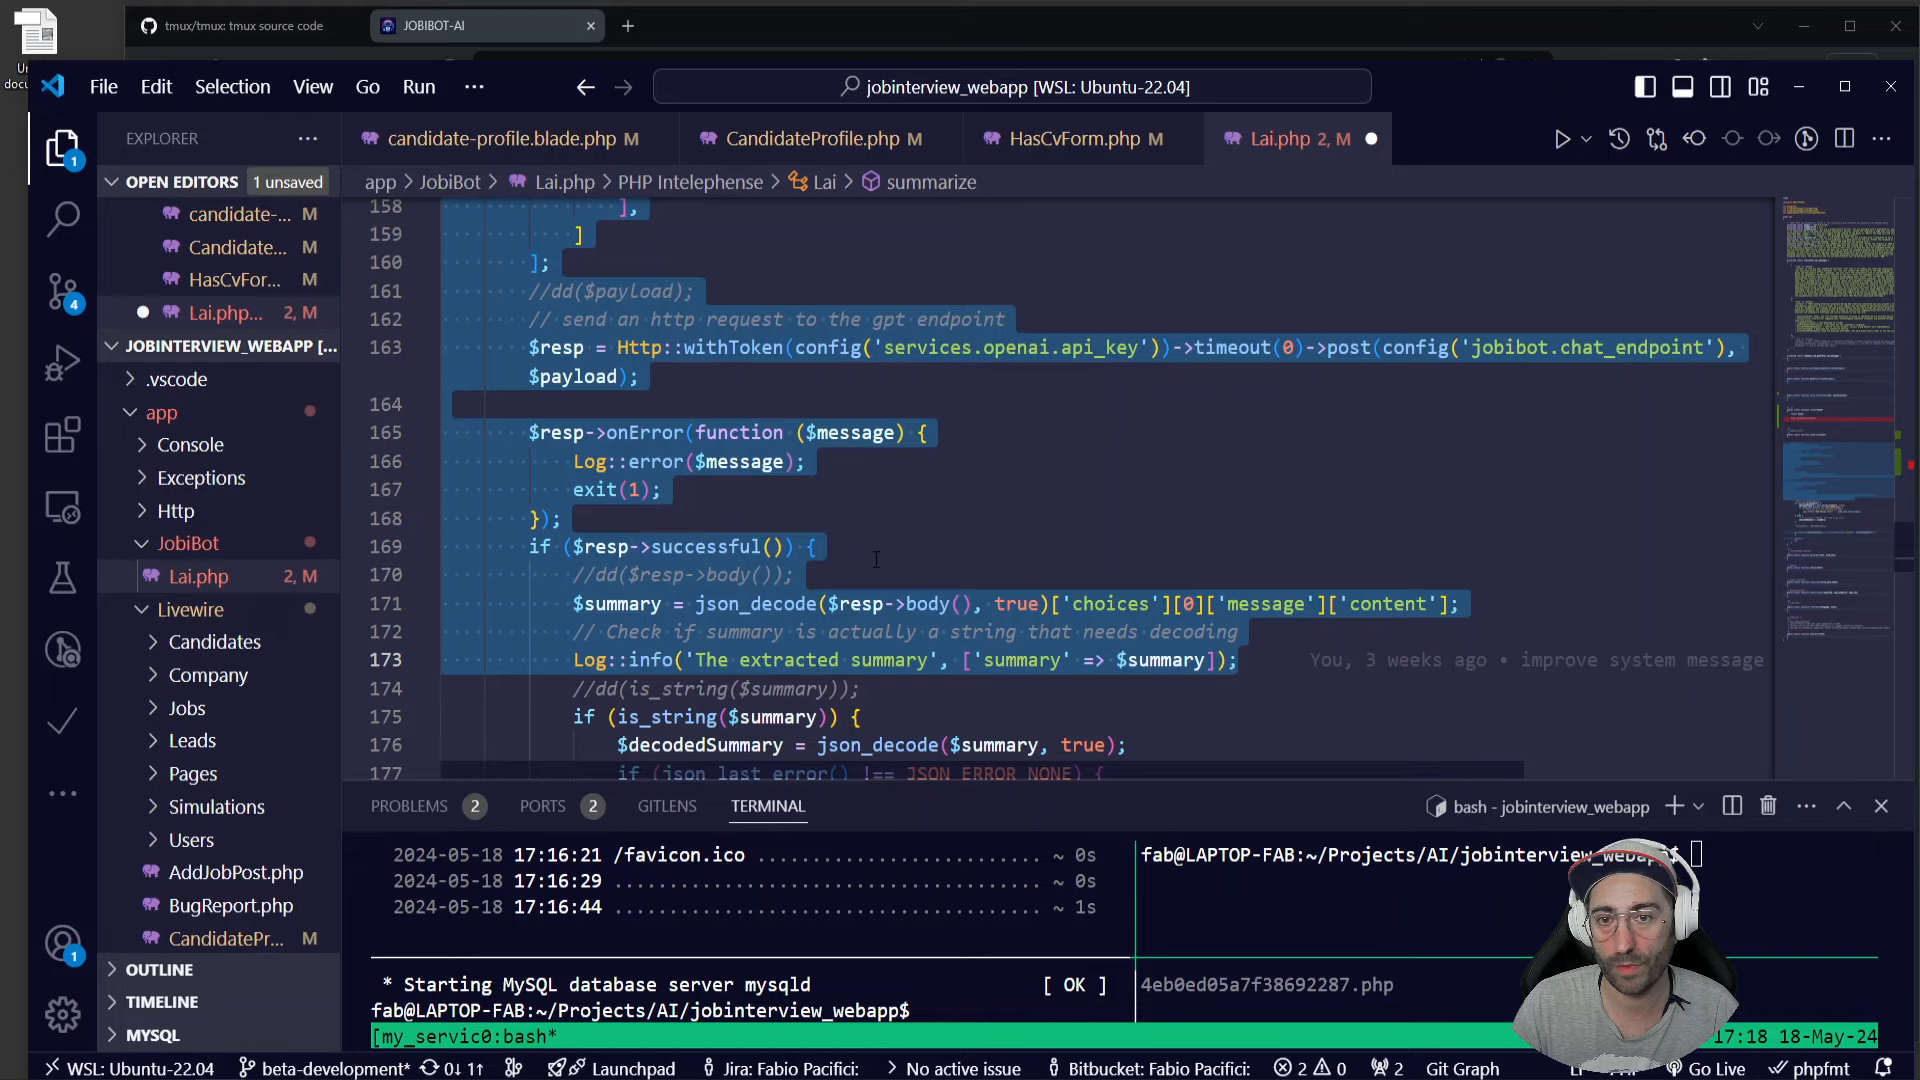 tmux/tmux: tmux source code
JOBIBOT-AI
Un
docu
File Edit Selection View Go Run ···
jobinterview_webapp [WSL: Ubuntu-22.04]
EXPLORER
candidate-profile.blade.php M
CandidateProfile.php M
HasCvForm.php M
Lai.php 2, M
OPEN EDITORS 1 unsaved
app > JobiBot > Lai.php > PHP Intelephense > Lai > summarize
candidate-... M
Candidate... M
HasCvFor... M
Lai.php... 2, M
JOBINTERVIEW_WEBAPP [...
.vscode
app
Console
Exceptions
Http
JobiBot
Lai.php 2, M
Livewire
Candidates
Company
Jobs
Leads
Pages
Simulations
Users
AddJobPost.php
BugReport.php
CandidatePr... M
OUTLINE
TIMELINE
MYSQL
158 ],
159 ]
160 ];
161 //dd($payload);
162 // send an http request to the gpt endpoint
163 $resp = Http::withToken(config('services.openai.api_key'))->timeout(0)->post(config('jobibot.chat_endpoint'),
$payload);
164
165 $resp->onError(function ($message) {
166 Log::error($message);
167 exit(1);
168 });
169 if ($resp->successful()) {
170 //dd($resp->body());
171 $summary = json_decode($resp->body(), true)['choices'][0]['message']['content'];
172 // Check if summary is actually a string that needs decoding
173 Log::info('The extracted summary', ['summary' => $summary]); You, 3 weeks ago • improve system message
174 //dd(is_string($summary));
175 if (is_string($summary)) {
176 $decodedSummary = json_decode($summary, true);
177 if (json_last_error() !== JSON_ERROR_NONE) {
PROBLEMS 2 PORTS 2 GITLENS TERMINAL
bash - jobinterview_webapp
2024-05-18 17:16:21 /favicon.ico ~ 0s
2024-05-18 17:16:29 ~ 0s
2024-05-18 17:16:44 ~ 1s
fab@LAPTOP-FAB:~/Projects/AI/jobinterview_webapp$
* Starting MySQL database server mysqld [ OK ]
fab@LAPTOP-FAB:~/Projects/AI/jobinterview_webapp$
4eb0ed05a7f38692287.php
[my_servic0:bash*
17:18 18-May-24
1
4
1
WSL: Ubuntu-22.04 beta-development* 0↓ 1↑ Launchpad Jira: Fabio Pacifici: No active issue Bitbucket: Fabio Pacifici: 2 0 2 Git Graph Go Live phpfmt